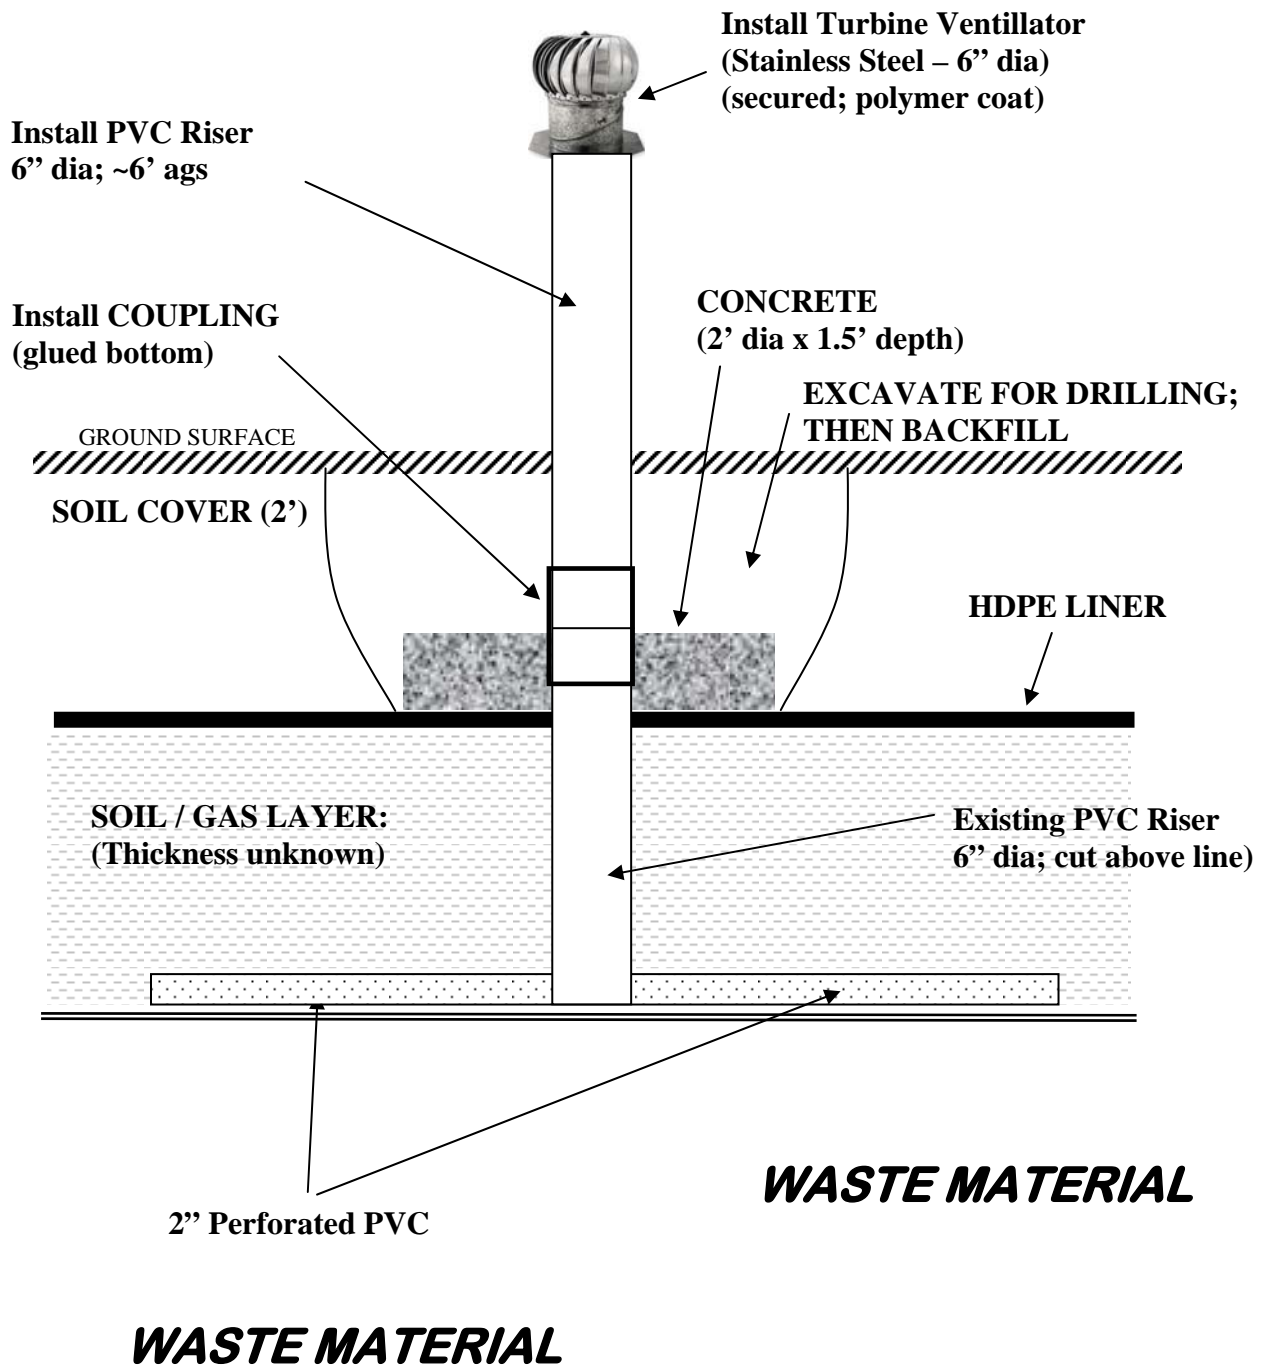 Install Turbine Ventillator
(Stainless Steel – 6” dia)
(secured; polymer coat)
Install PVC Riser
6” dia; ~6’ ags
Install COUPLING
(glued bottom)
CONCRETE
(2’ dia x 1.5’ depth)
EXCAVATE FOR DRILLING;
THEN BACKFILL
GROUND SURFACE
SOIL COVER (2’)
HDPE LINER
SOIL / GAS LAYER:
(Thickness unknown)
Existing PVC Riser
6” dia; cut above line)
WASTE MATERIAL
2” Perforated PVC
WASTE MATERIAL